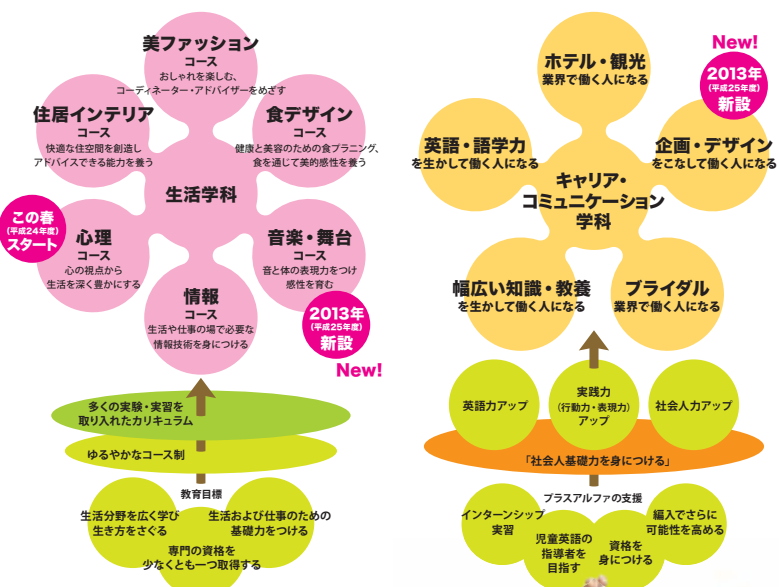 美ファッション
コース
おしゃれを楽しむ、
コーディネーター・アドバイザーをめざす
住居インテリア
コース
快適な住空間を創造し
アドバイスできる能力を養う
食デザイン
コース
健康と美容のための食プランニング、
食を通じて美的感性を養う
生活学科
この春
(平成24年度)
スタート
心理
コース
心の視点から
生活を深く豊かにする
音楽・舞台
コース
音と体の表現力をつけ
感性を育む
情報
コース
生活や仕事の場で必要な
情報技術を身につける
2013年
(平成25年度)
新設
New!
多くの実験・実習を
取り入れたカリキュラム
ゆるやかなコース制
教育目標
生活分野を広く学び
生き方をさぐる
生活および仕事のための
基礎力をつける
専門の資格を
少なくとも一つ取得する
ホテル・観光
業界で働く人になる
New!
2013年
(平成25年度)
新設
英語・語学力
を生かして働く人になる
企画・デザイン
をこなして働く人になる
キャリア・
コミュニケーション
学科
幅広い知識・教養
を生かして働く人になる
ブライダル
業界で働く人になる
英語力アップ
実践力
(行動力・表現力)
アップ
社会人力アップ
「社会人基礎力を身につける」
プラスアルファの支援
インターンシップ
実習
児童英語の
指導者を
目指す
資格を
身につける
編入でさらに
可能性を高める